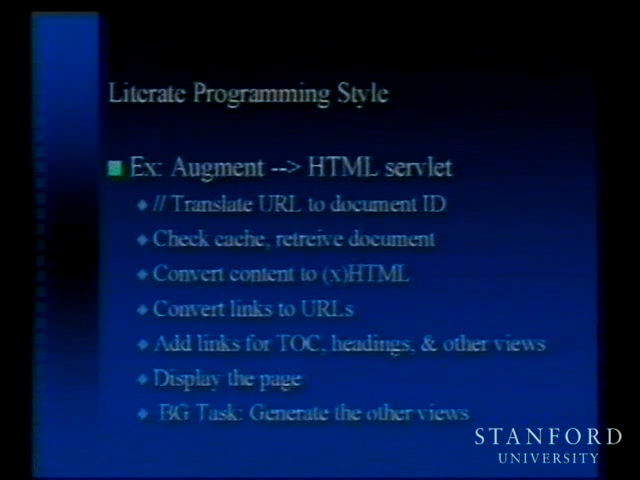 Literate Programming Style
Ex: Augment --> HTML servlet
// Translate URL to document ID
Check cache, retreive document
Convert content to (x)HTML
Convert links to URLs
Add links for TOC, headings, & other views
Display the page
BG Task: Generate the other views
STANFORD
UNIVERSITY